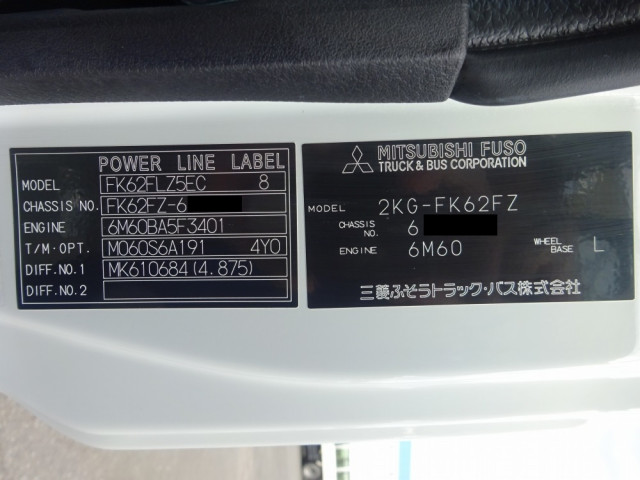 POWER LINE LABEL
MODEL FK62FLZ5EC 8
CHASSIS NO. FK62FZ-6
ENGINE 6M60BA5F3401
T/M·OPT. M060S6A191 4Y0
DIFF.NO.1 MK610684(4.875)
DIFF.NO.2
MITSUBISHI FUSO
TRUCK & BUS CORPORATION
MODEL 2KG-FK62FZ
CHASSIS NO. 6
ENGINE 6M60 WHEEL BASE L
三菱ふそうトラック・バス株式会社